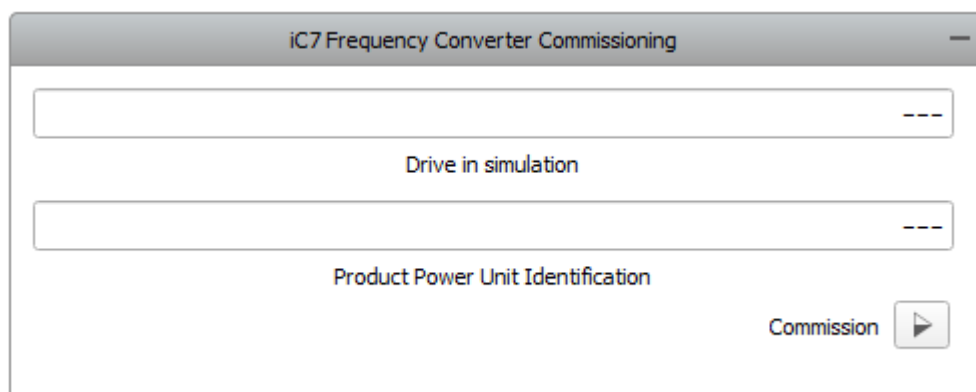 iC7 Frequency Converter Commissioning
---
Drive in simulation
---
Product Power Unit Identification
Commission